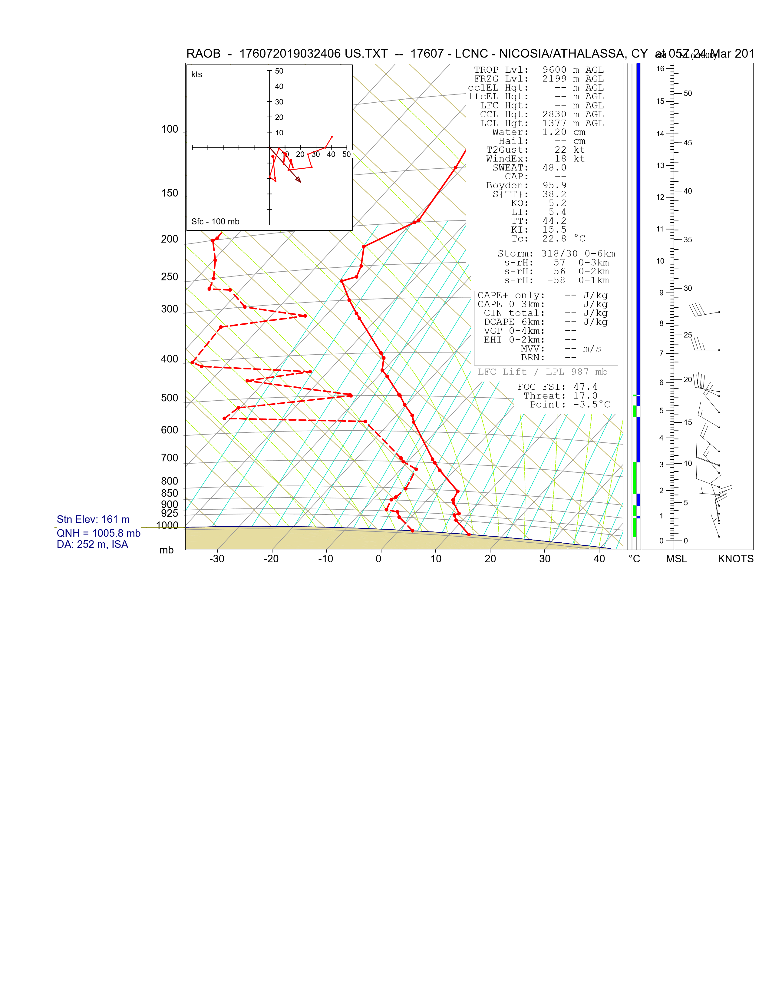 RAOB - 176072019032406 US.TXT -- 17607 - LCNC - NICOSIA/ATHALASSA, CY at 05Z 24 Mar 201
kts
50
40
30
20
10
10 20 30 40 50
Sfc - 100 mb
TROP Lvl: 9600 m AGL
FRZG Lvl: 2199 m AGL
cclEL Hgt: -- m AGL
lfcEL Hgt: -- m AGL
LFC Hgt: -- m AGL
CCL Hgt: 2830 m AGL
LCL Hgt: 1377 m AGL
Water: 1.20 cm
Hail: -- cm
T2Gust: 22 kt
WindEx: 18 kt
SWEAT: 48.0
CAP: --
Boyden: 95.9
S{TT}: 38.2
KO: 5.2
LI: 5.4
TT: 44.2
KI: 15.5
Tc: 22.8 °C
Storm: 318/30 0-6km
s-rH: 57 0-3km
s-rH: 56 0-2km
s-rH: -58 0-1km
CAPE+ only: -- J/kg
CAPE 0-3km: -- J/kg
CIN total: -- J/kg
DCAPE 6km: -- J/kg
VGP 0-4km: --
EHI 0-2km: --
MVV: -- m/s
BRN: --
LFC Lift / LPL 987 mb
FOG FSI: 47.4
Threat: 17.0
Point: -3.5°C
100
150
200
250
300
400
500
600
700
800
850
900
925
1000
mb
Stn Elev: 161 m
QNH = 1005.8 mb
DA: 252 m, ISA
-30 -20 -10 0 10 20 30 40 °C MSL KNOTS
16
15
14
13
12
11
10
9
8
7
6
5
4
3
2
1
0
50
45
40
35
30
25
20
15
10
5
0